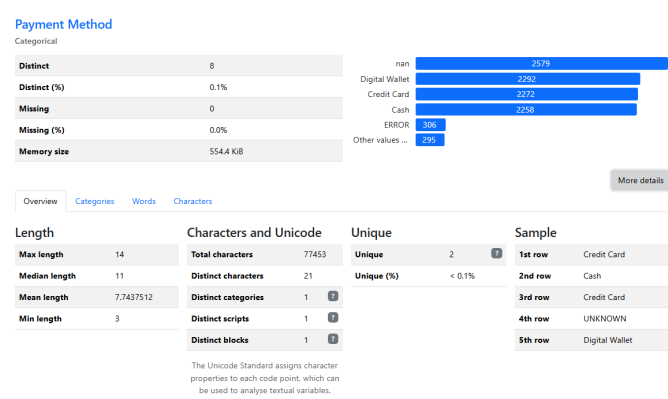 Payment Method
Categorical
Distinct 8
Distinct (%) 0.1%
Missing 0
Missing (%) 0.0%
Memory size 554.4 KiB
nan 2579
Digital Wallet 2292
Credit Card 2272
Cash 2258
ERROR 306
Other values ... 295
More details
Overview Categories Words Characters
Length
Max length 14
Median length 11
Mean length 7.7437512
Min length 3
Characters and Unicode
Total characters 77453
Distinct characters 21
Distinct categories 1 ?
Distinct scripts 1 ?
Distinct blocks 1 ?
The Unicode Standard assigns character
properties to each code point, which can
be used to analyse textual variables.
Unique
Unique 2 ?
Unique (%) < 0.1%
Sample
1st row Credit Card
2nd row Cash
3rd row Credit Card
4th row UNKNOWN
5th row Digital Wallet